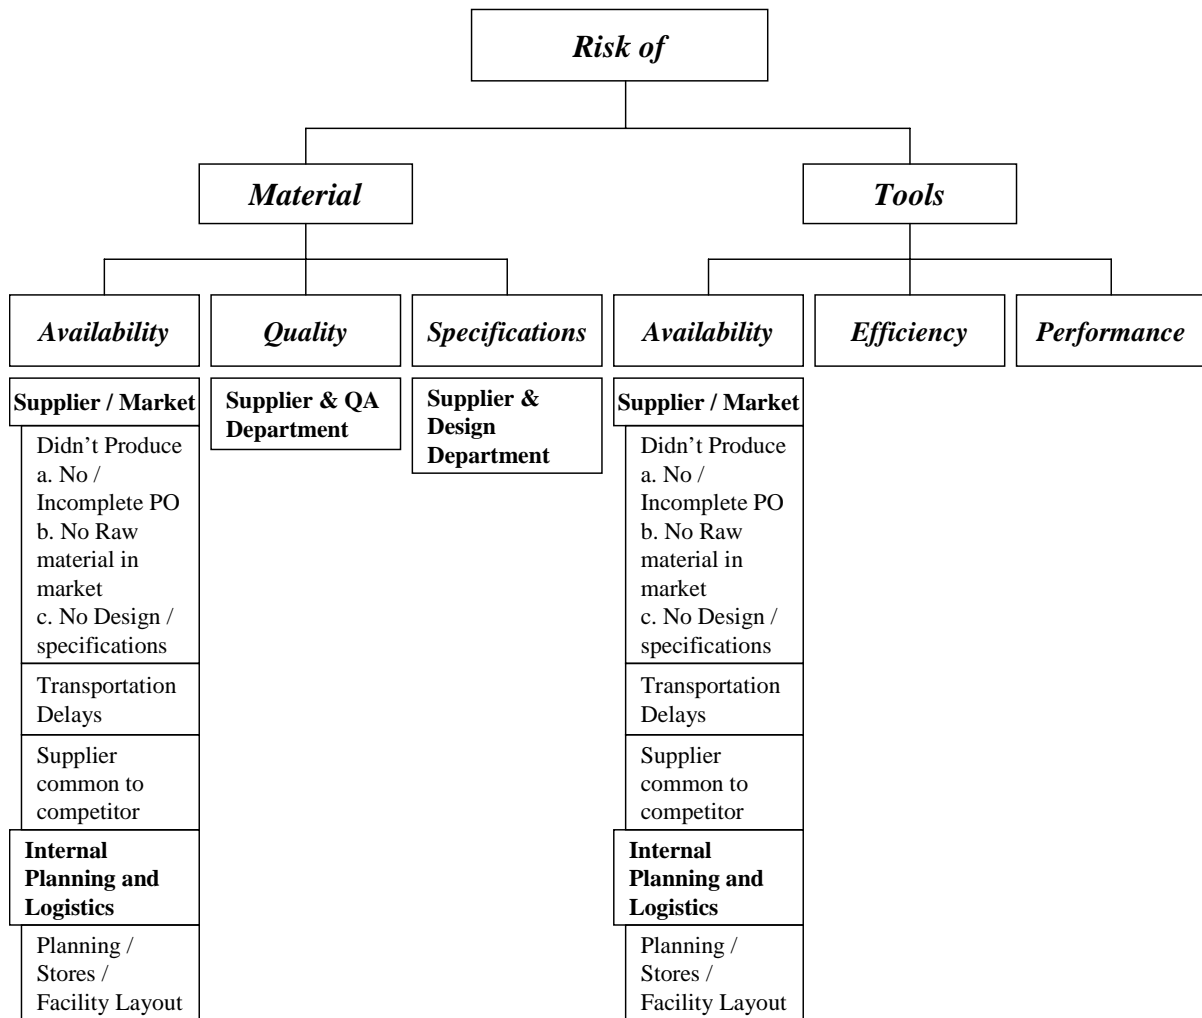 Risk of
Material
Tools
Availability
Quality
Specifications
Availability
Efficiency
Performance
Supplier / Market
Didn’t Produce
a. No /
Incomplete PO
b. No Raw
material in
market
c. No Design /
specifications
Transportation
Delays
Supplier
common to
competitor
Internal
Planning and
Logistics
Planning /
Stores /
Facility Layout
Supplier & QA
Department
Supplier &
Design
Department
Supplier / Market
Didn’t Produce
a. No /
Incomplete PO
b. No Raw
material in
market
c. No Design /
specifications
Transportation
Delays
Supplier
common to
competitor
Internal
Planning and
Logistics
Planning /
Stores /
Facility Layout